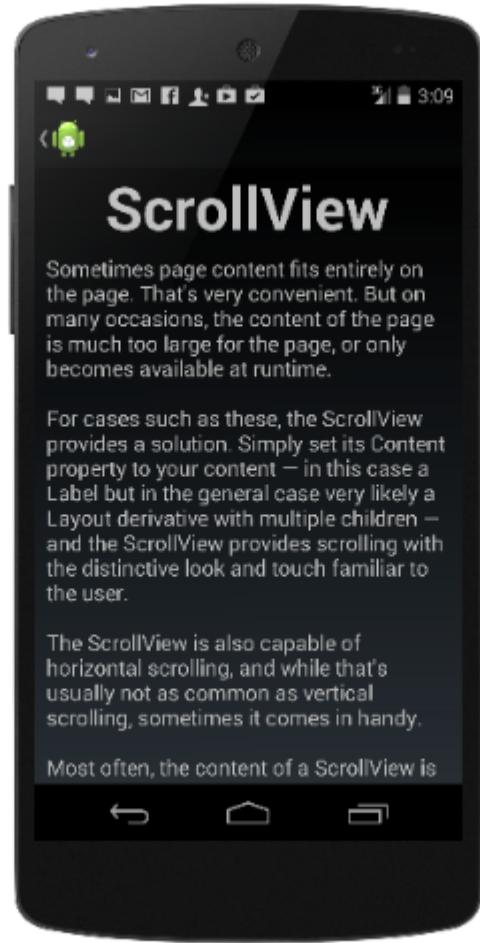 3:09
ScrollView
Sometimes page content fits entirely on
the page. That's very convenient. But on
many occasions, the content of the page
is much too large for the page, or only
becomes available at runtime.
For cases such as these, the ScrollView
provides a solution. Simply set its Content
property to your content — in this case a
Label but in the general case very likely a
Layout derivative with multiple children —
and the ScrollView provides scrolling with
the distinctive look and touch familiar to
the user.
The ScrollView is also capable of
horizontal scrolling, and while that's
usually not as common as vertical
scrolling, sometimes it comes in handy.
Most often, the content of a ScrollView is